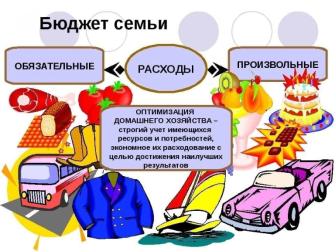 Бюджет семьи
ОБЯЗАТЕЛЬНЫЕ
РАСХОДЫ
ПРОИЗВОЛЬНЫЕ
ОПТИМИЗАЦИЯ
ДОМАШНЕГО ХОЗЯЙСТВА –
строгий учет имеющихся
ресурсов и потребностей,
экономное их расходование с
целью достижения наилучших
результатов